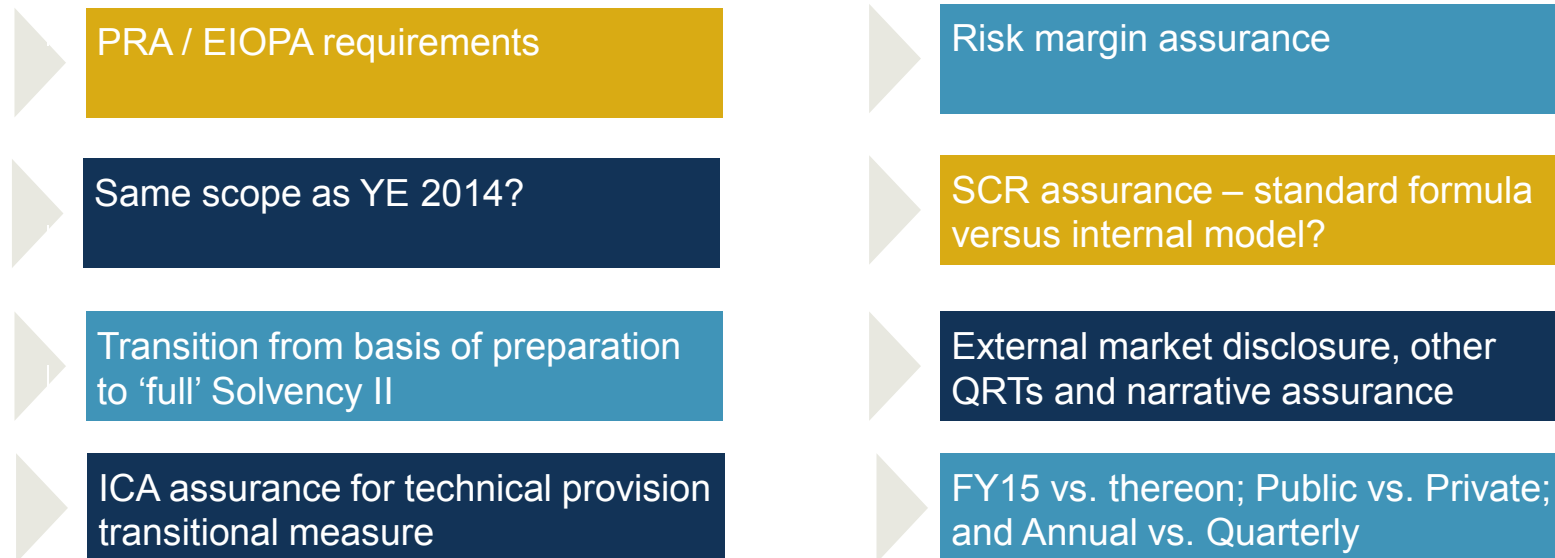 PRA / EIOPA requirements
Same scope as YE 2014?
Transition from basis of preparation
to ‘full’ Solvency II
ICA assurance for technical provision
transitional measure
Risk margin assurance
SCR assurance – standard formula
versus internal model?
External market disclosure, other
QRTs and narrative assurance
FY15 vs. thereon; Public vs. Private;
and Annual vs. Quarterly